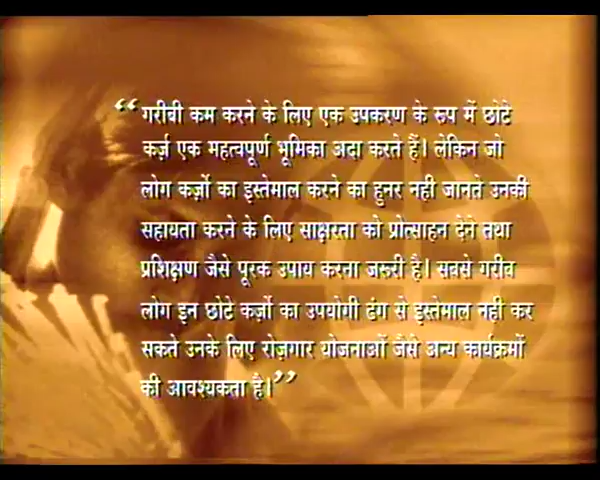 “ गरीबी कम करने के लिए एक उपकरण के रूप में छोटे
कर्ज़ एक महत्वपूर्ण भूमिका अदा करते हैं। लेकिन जो
लोग कर्ज़ो का इस्तेमाल करने का हुनर नही जानते उनकी
सहायता करने के लिए साक्षरता को प्रोत्साहन देने तथा
प्रशिक्षण जैसे पूरक उपाय करना जरूरी है। सबसे गरीब
लोग इन छोटे कर्ज़ो का उपयोगी ढंग से इस्तेमाल नही कर
सकते उनके लिए रोज़गार योजनाओं जैसे अन्य कार्यक्रमों
की आवश्यकता है।”